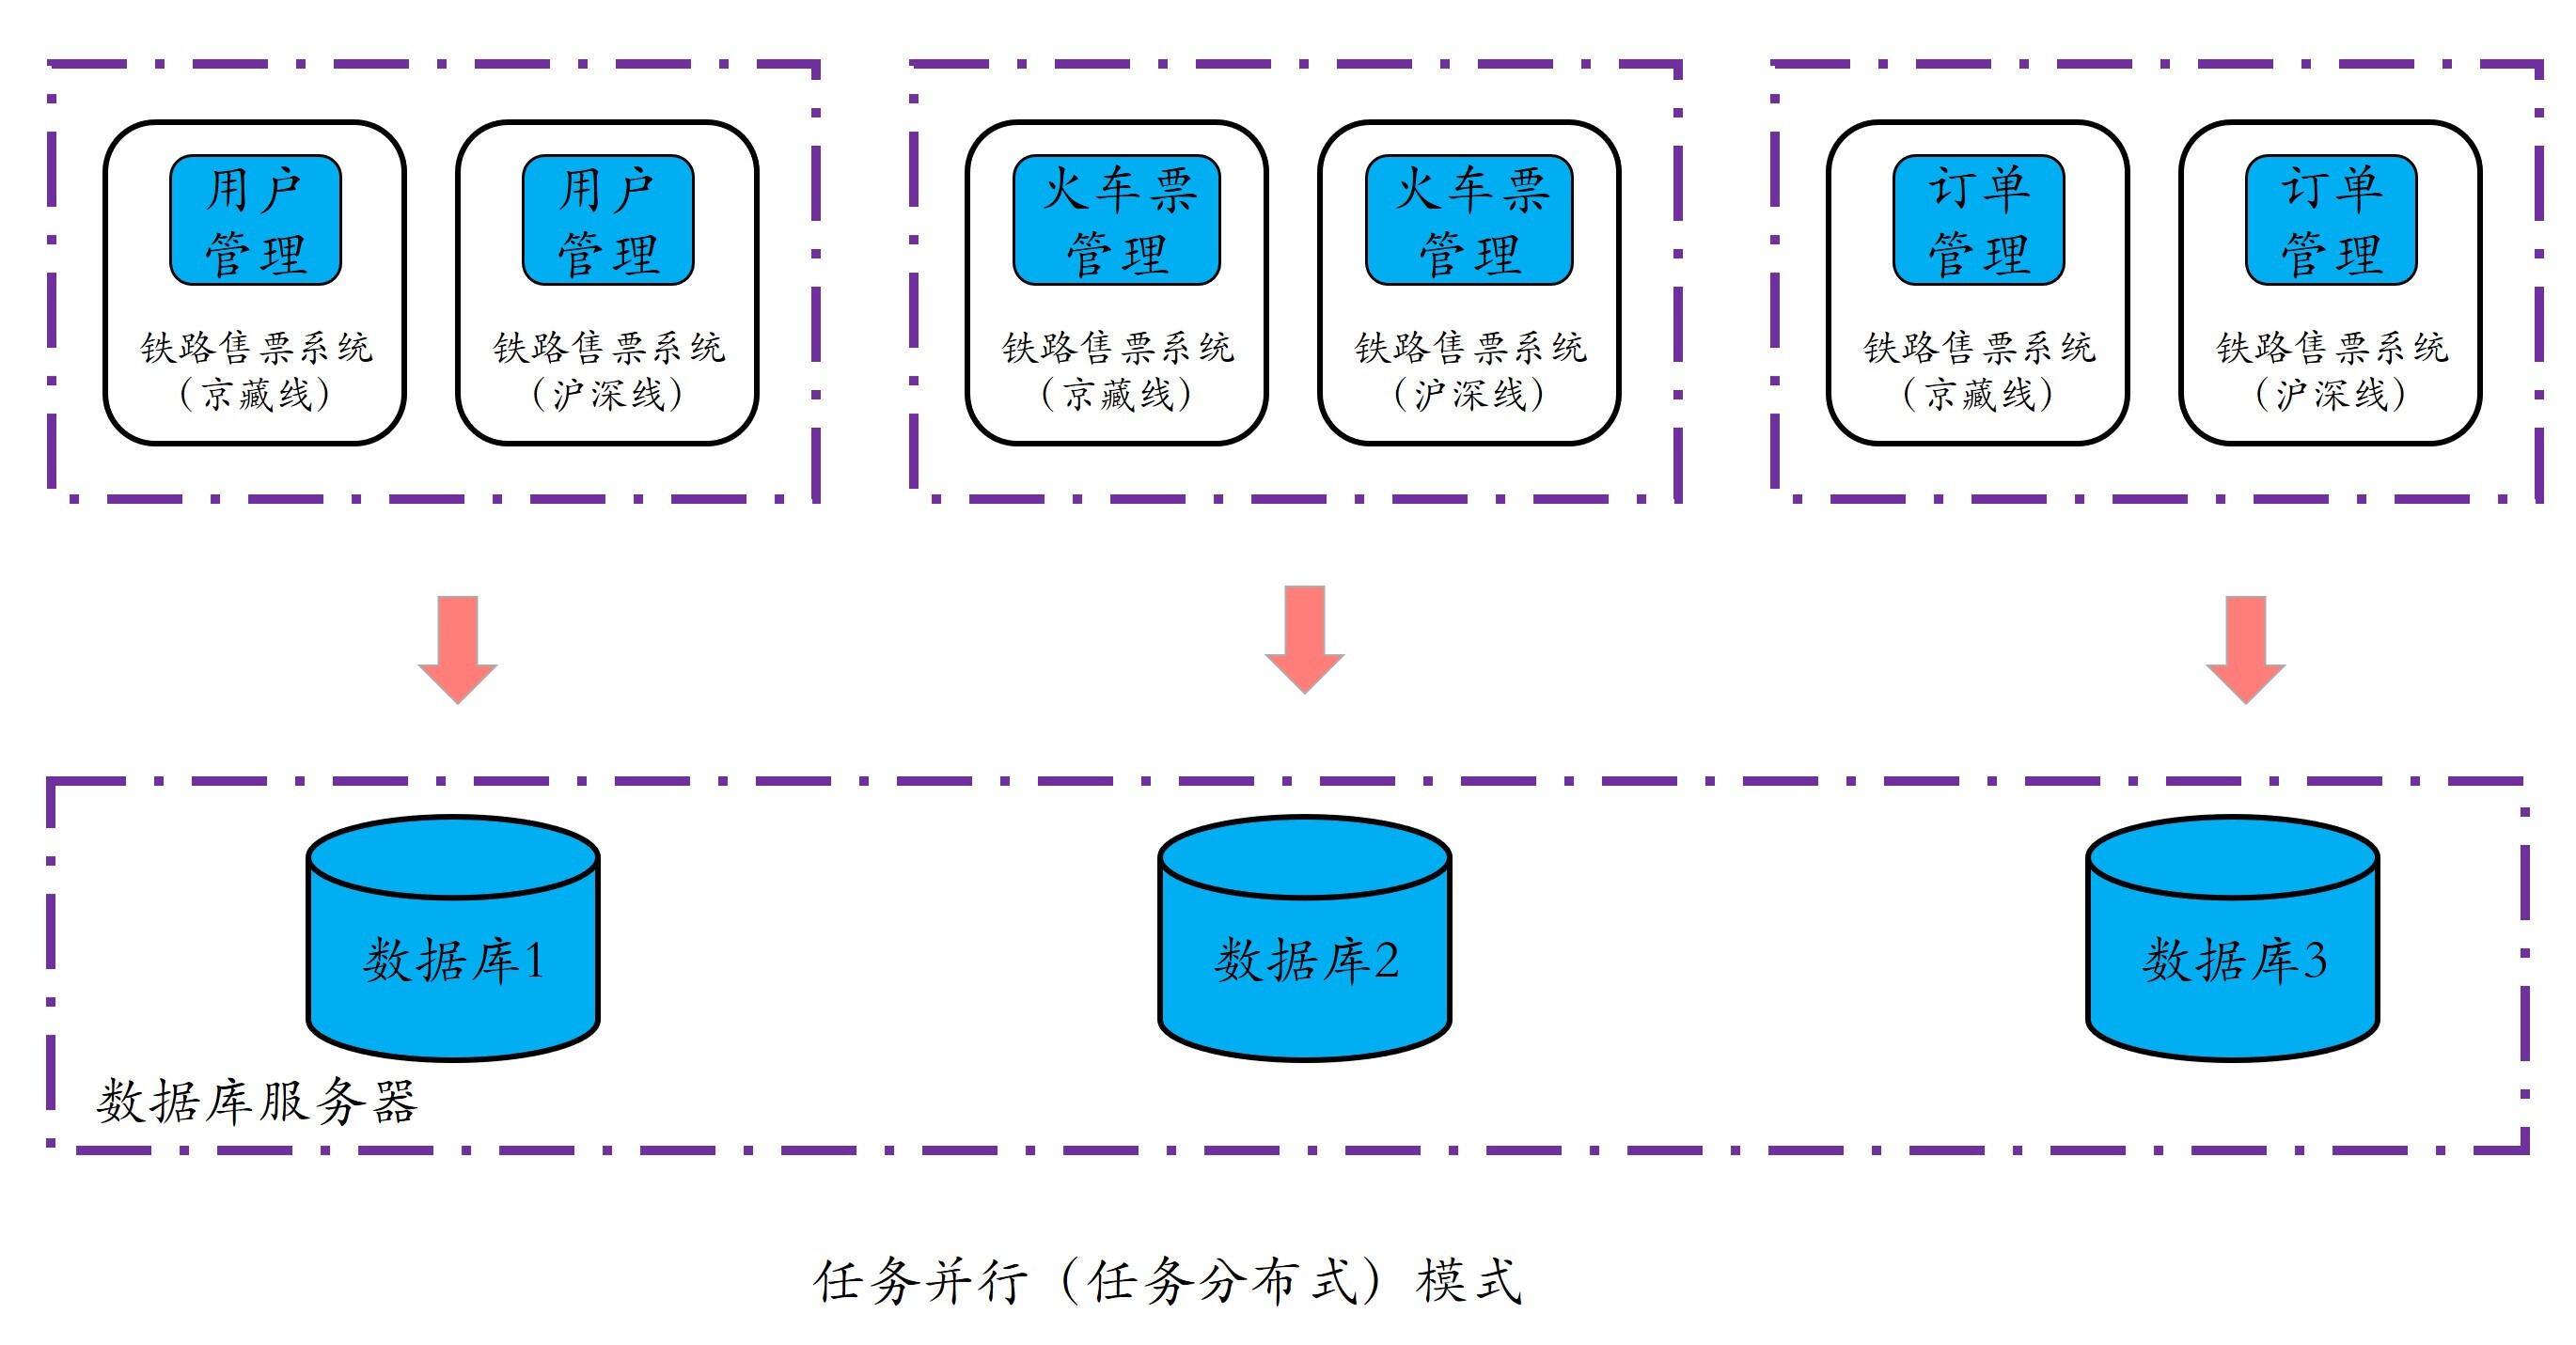 用户
管理
铁路售票系统
（京藏线）
用户
管理
铁路售票系统
（沪深线）
火车票
管理
铁路售票系统
（京藏线）
火车票
管理
铁路售票系统
（沪深线）
订单
管理
铁路售票系统
（京藏线）
订单
管理
铁路售票系统
（沪深线）
数据库1
数据库2
数据库3
数据库服务器
任务并行（任务分布式）模式